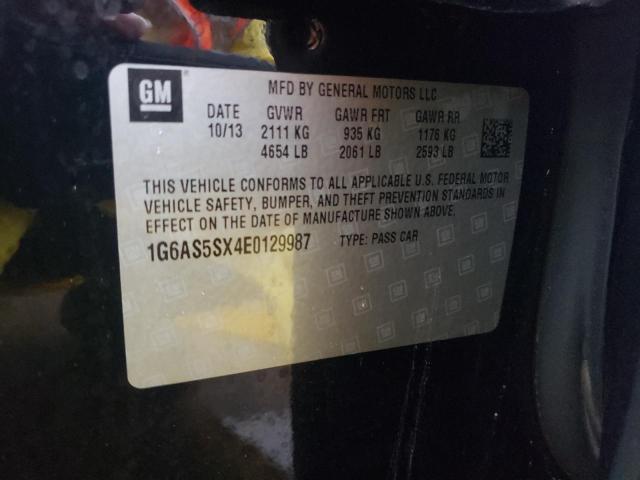 GM
MFD BY GENERAL MOTORS LLC
DATE GVWR GAWR FRT GAWR RR
10/13 2111 KG 935 KG 1176 KG
4654 LB 2061 LB 2593 LB
THIS VEHICLE CONFORMS TO ALL APPLICABLE U.S. FEDERAL MOTOR
VEHICLE SAFETY, BUMPER, AND THEFT PREVENTION STANDARDS IN
EFFECT ON THE DATE OF MANUFACTURE SHOWN ABOVE.
1G6AS5SX4E0129987 TYPE: PASS CAR